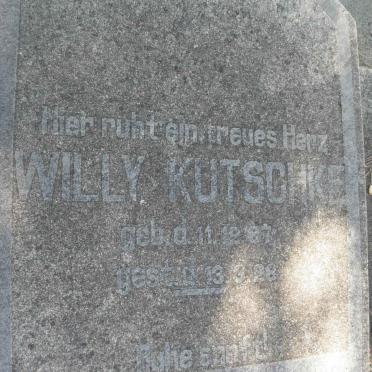 Hier ruht ein treues Herz
WILLY KUTSCHKE
geb. d. 11.12.87
gest. d. 13.3.28
Ruhe sanft!